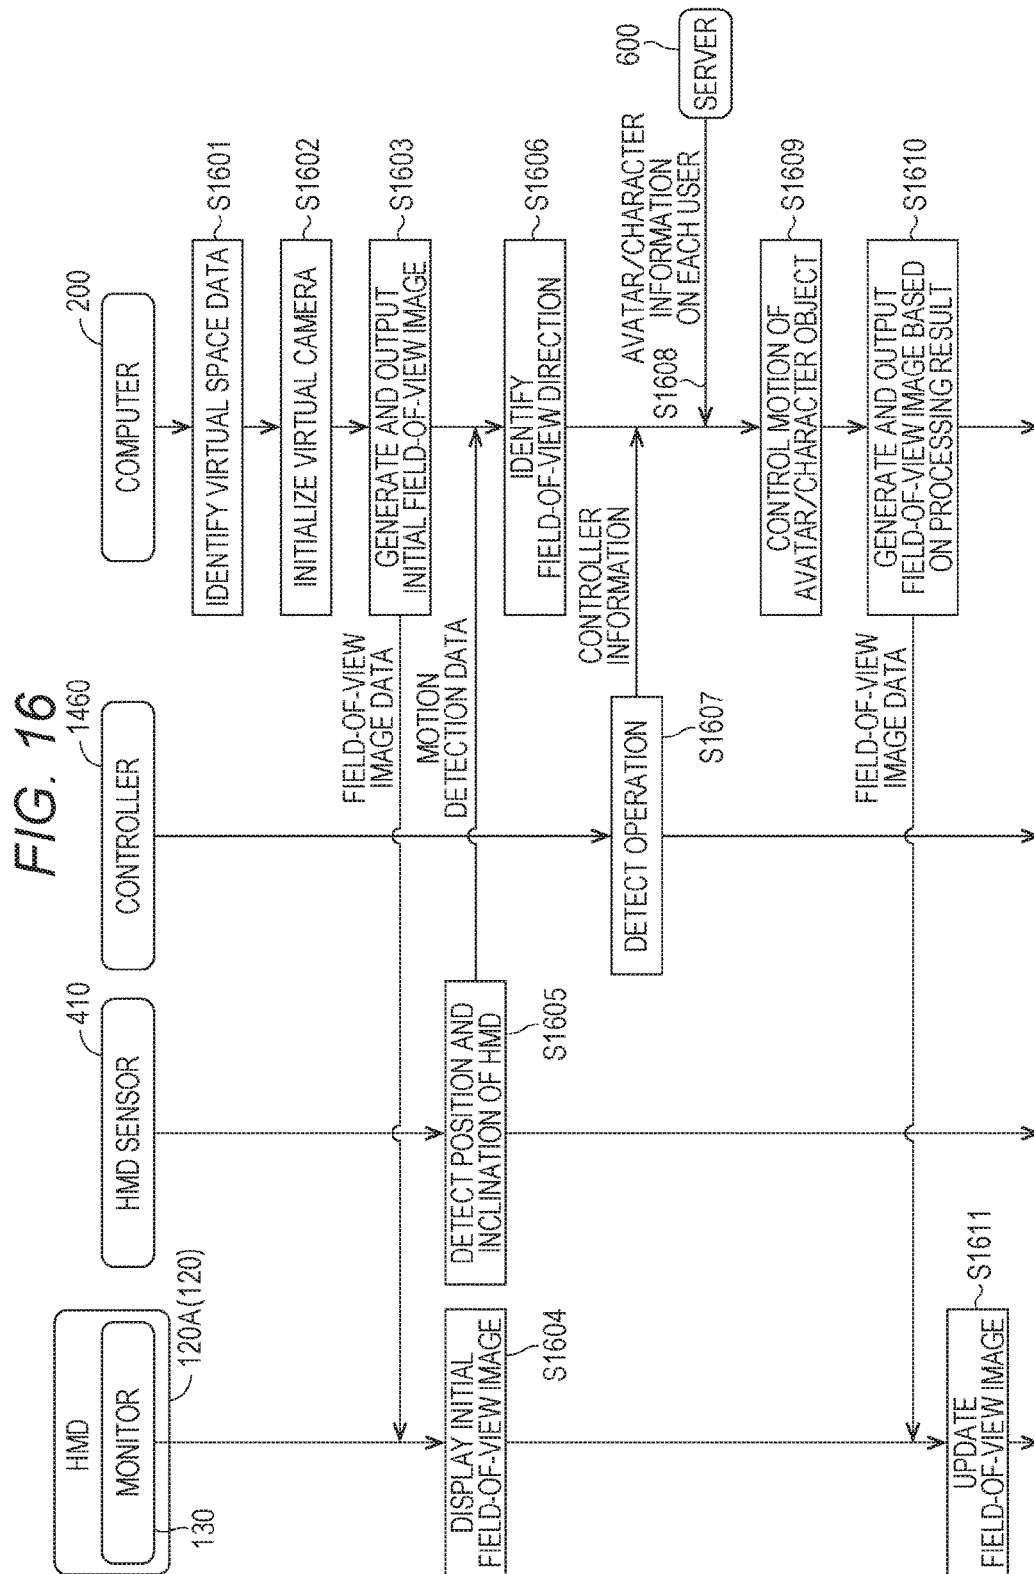 FIG. 16
HMD
MONITOR
130
120A(120)
HMD SENSOR
410
CONTROLLER
1460
COMPUTER
200
IDENTIFY VIRTUAL SPACE DATA
S1601
INITIALIZE VIRTUAL CAMERA
S1602
GENERATE AND OUTPUT
INITIAL FIELD-OF-VIEW IMAGE
S1603
FIELD-OF-VIEW
IMAGE DATA
DISPLAY INITIAL
FIELD-OF-VIEW IMAGE
S1604
DETECT POSITION AND
INCLINATION OF HMD
S1605
MOTION
DETECTION DATA
IDENTIFY
FIELD-OF-VIEW DIRECTION
S1606
DETECT OPERATION
S1607
CONTROLLER
INFORMATION
S1608
AVATAR/CHARACTER
INFORMATION
ON EACH USER
SERVER
600
CONTROL MOTION OF
AVATAR/CHARACTER OBJECT
S1609
GENERATE AND OUTPUT
FIELD-OF-VIEW IMAGE BASED
ON PROCESSING RESULT
S1610
FIELD-OF-VIEW
IMAGE DATA
UPDATE
FIELD-OF-VIEW IMAGE
S1611